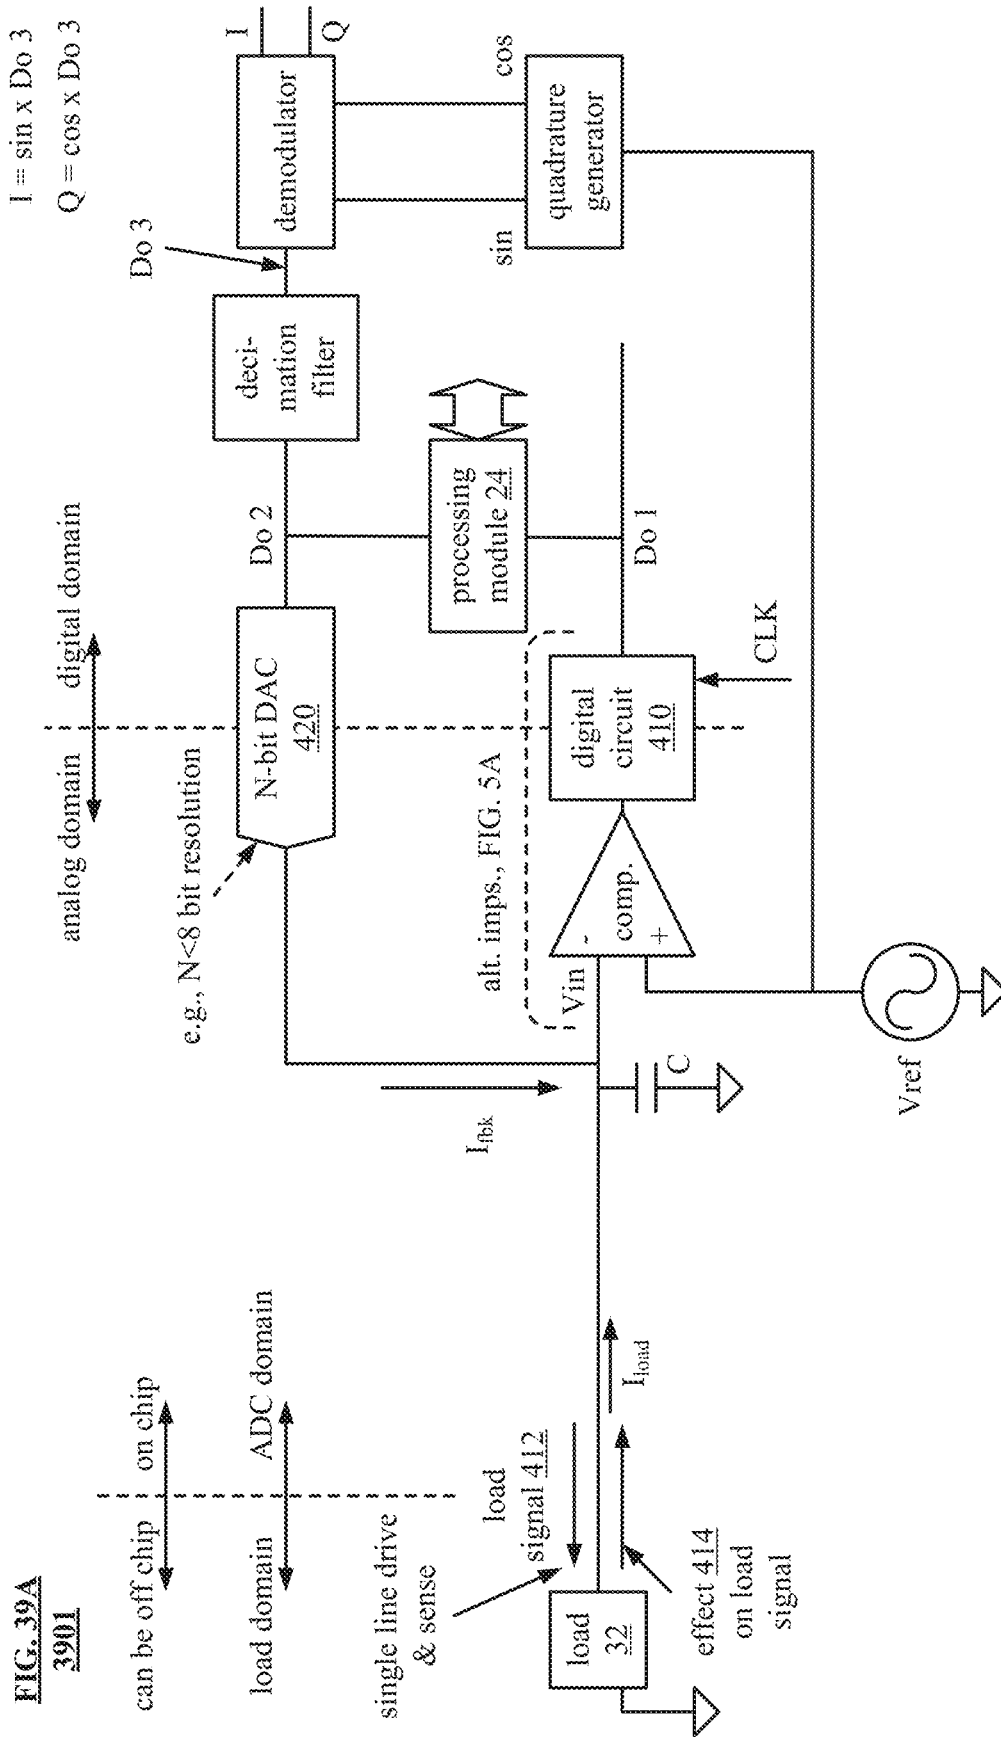 FIG. 39A
3901
can be off chip
on chip
load domain
ADC domain
single line drive
& sense
load
signal 412
load
32
effect 414
on load
signal
I load
I fbk
C
analog domain
digital domain
e.g., N<8 bit resolution
N-bit DAC
420
alt. imps., FIG. 5A
Vin
-
comp.
+
digital
circuit
410
CLK
Vref
Do 2
processing
module 24
Do 1
deci-
mation
filter
Do 3
demodulator
I
Q
sin
cos
quadrature
generator
I = sin x Do 3
Q = cos x Do 3